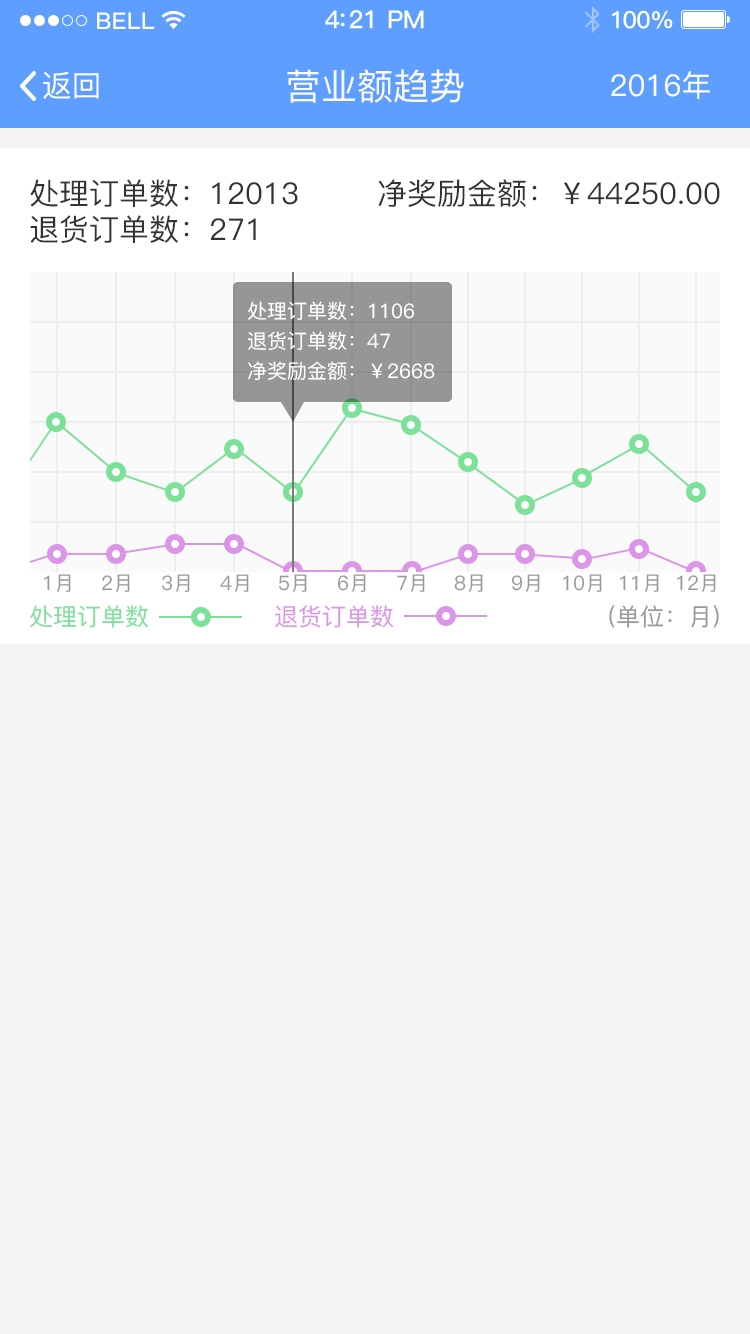 BELL 4:21 PM 100%
返回 营业额趋势 2016年
处理订单数：12013 净奖励金额：￥44250.00
退货订单数：271
处理订单数：1106
退货订单数：47
净奖励金额：￥2668
1月 2月 3月 4月 5月 6月 7月 8月 9月 10月 11月 12月
处理订单数 退货订单数 (单位：月)